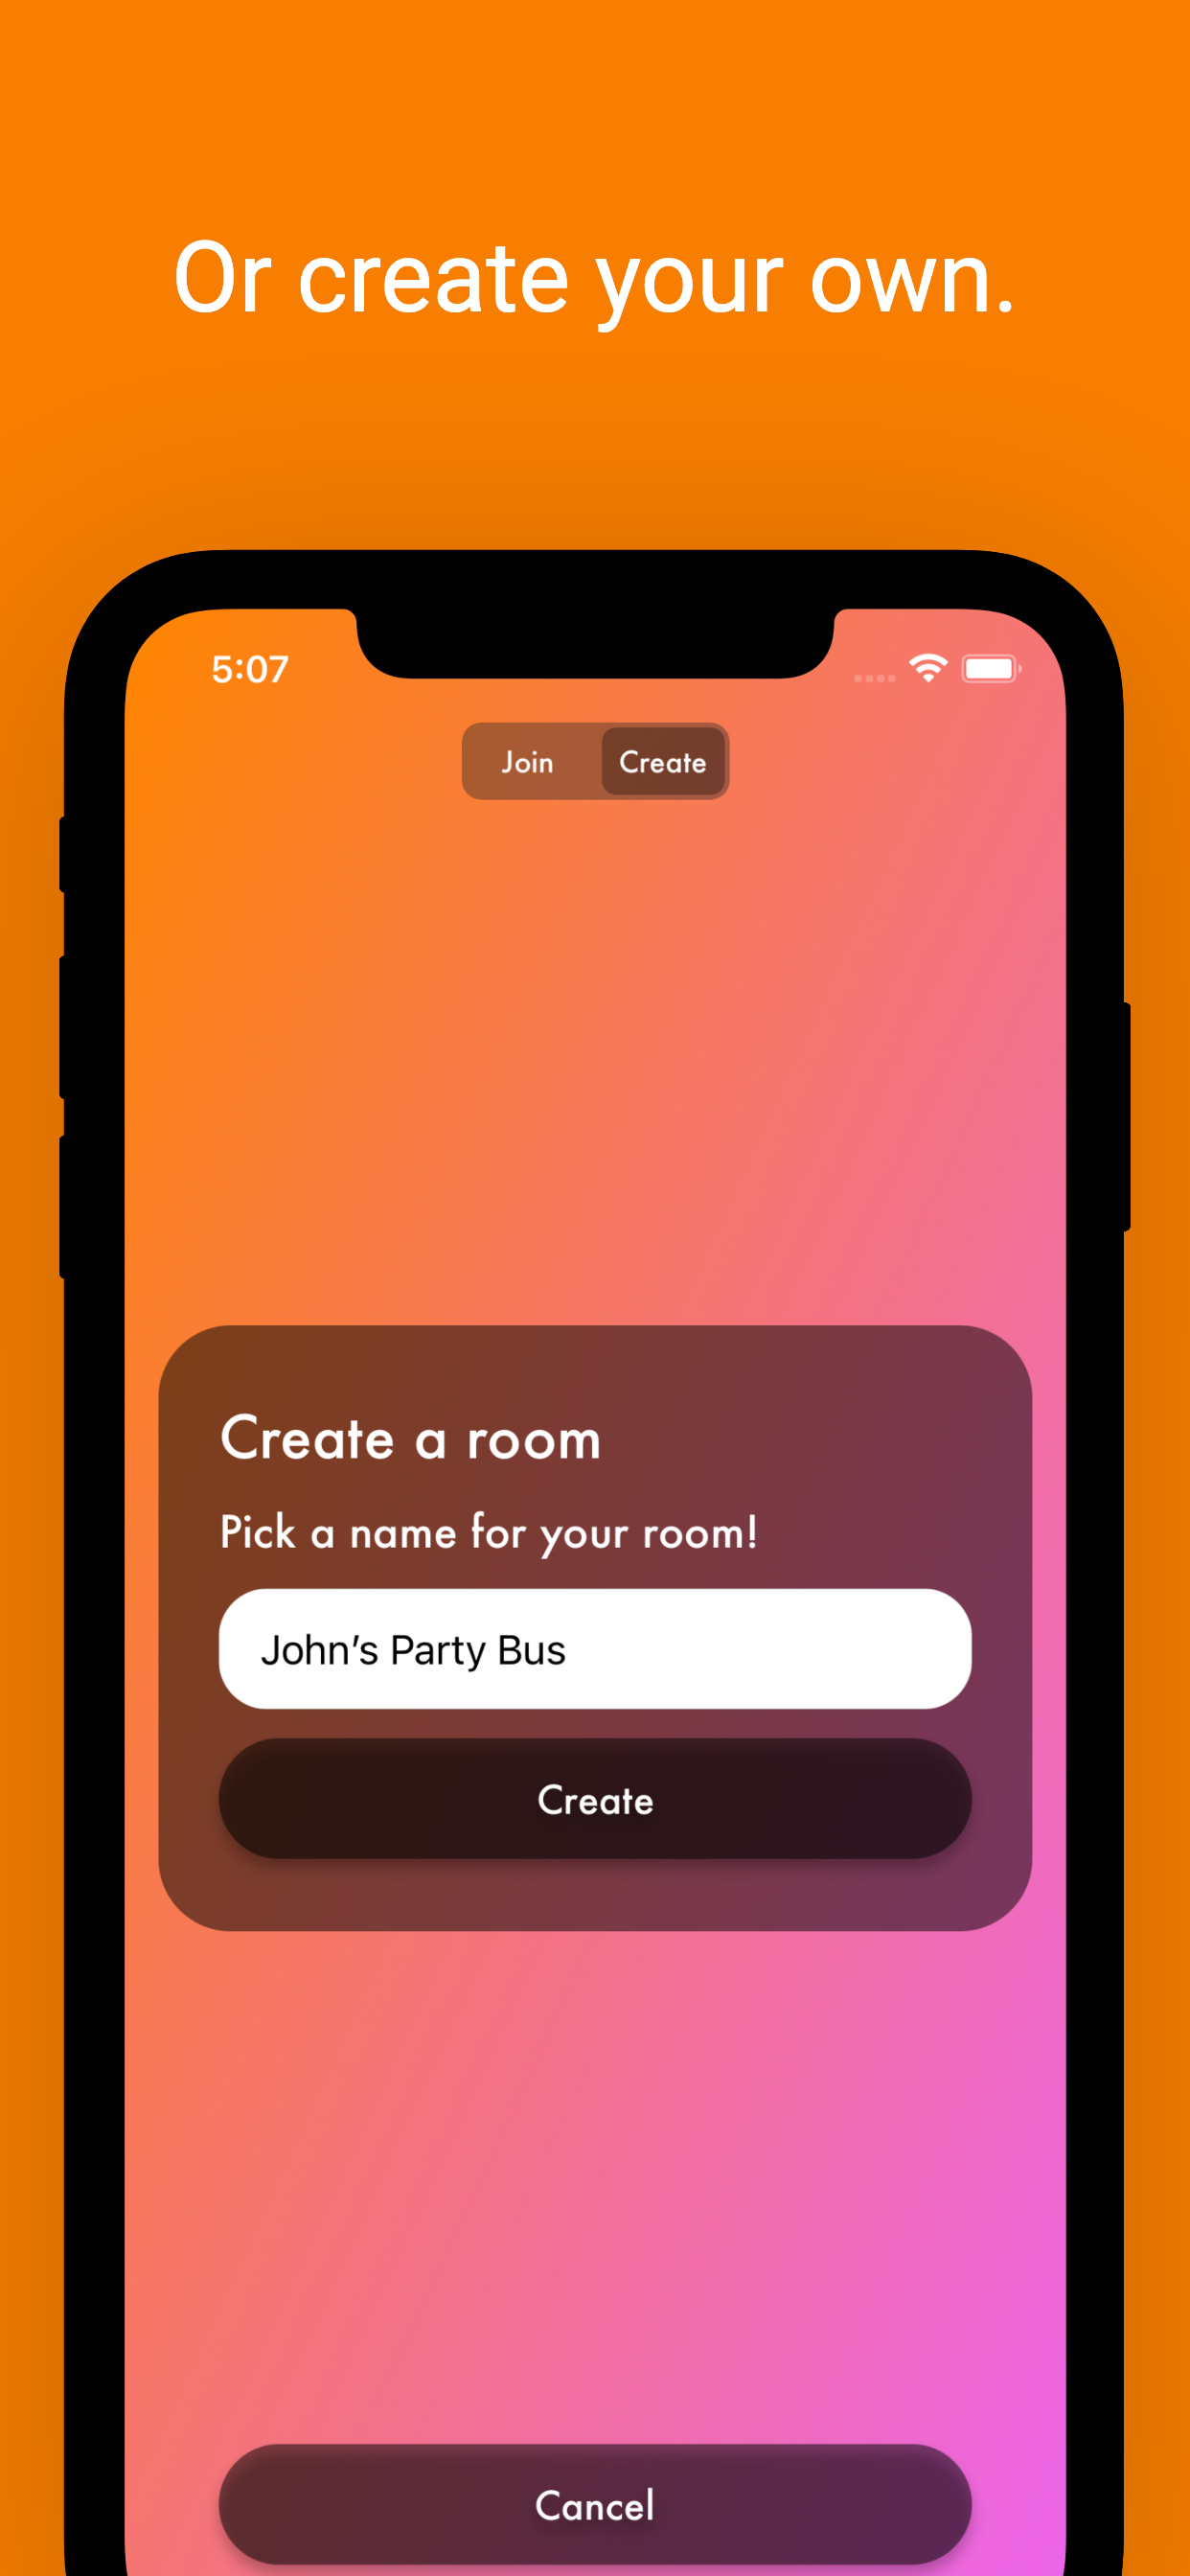 Or create your own.
5:07
Join
Create
Create a room
Pick a name for your room!
John’s Party Bus
Create
Cancel